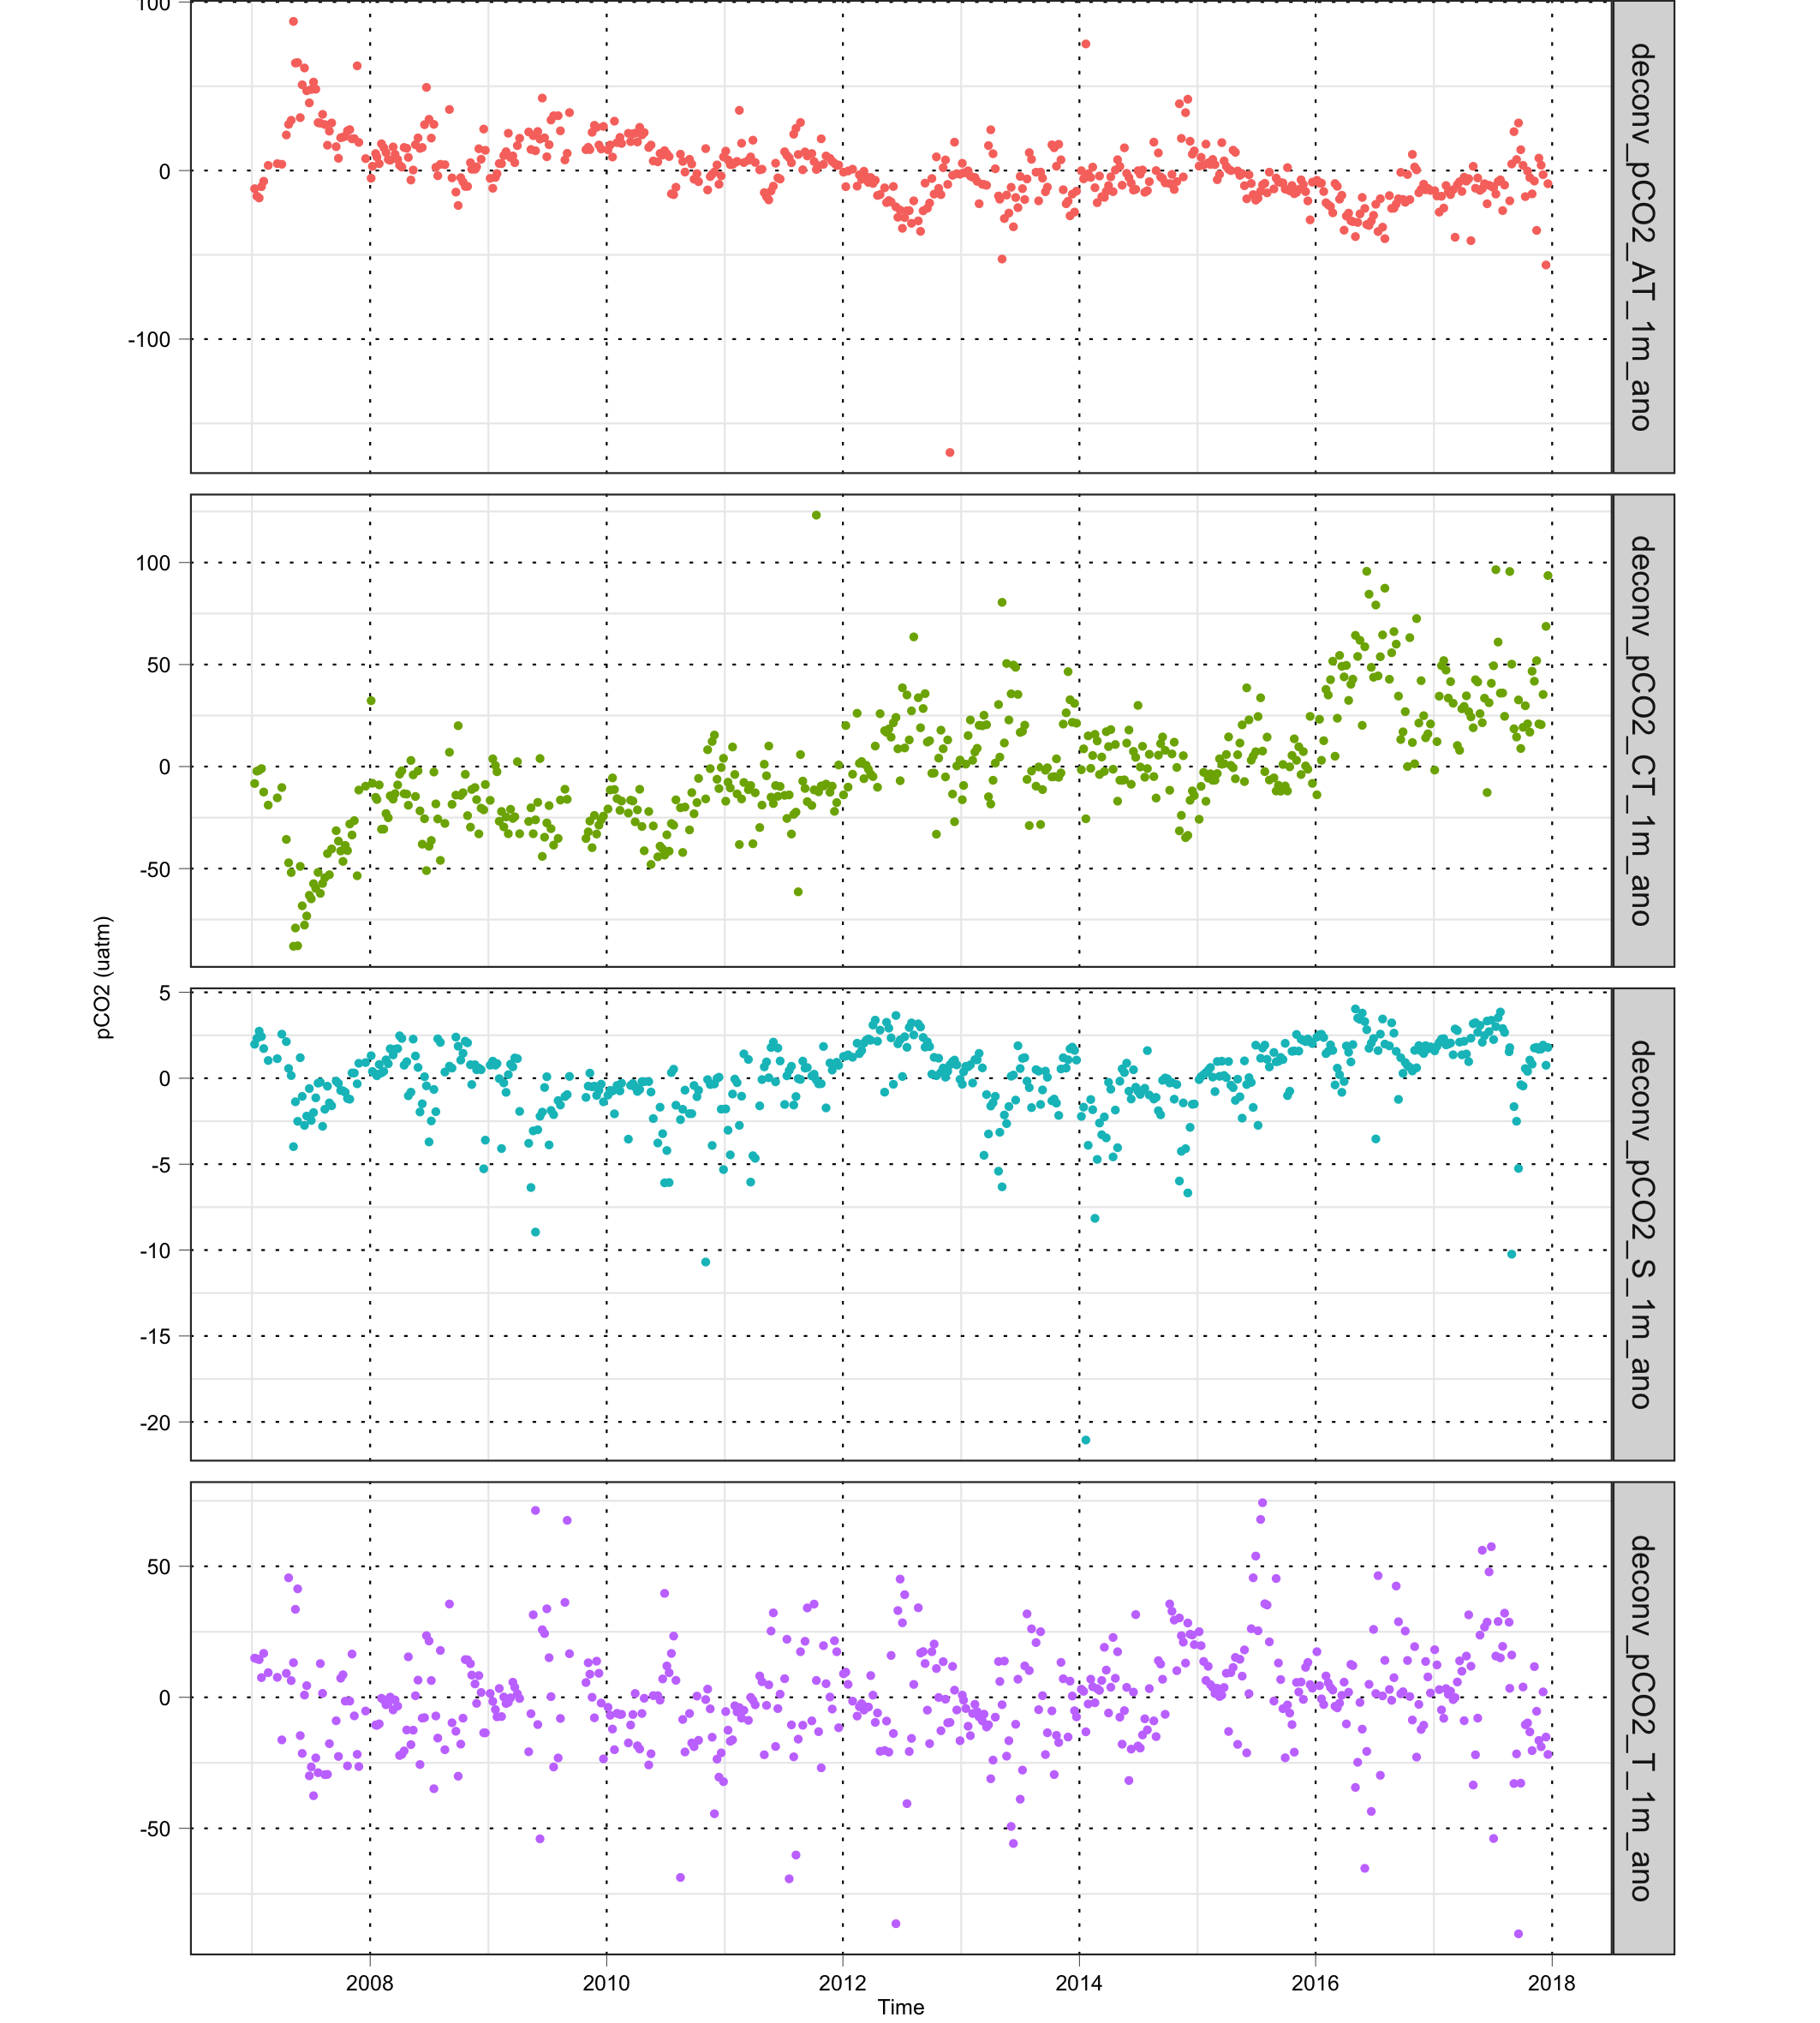 100
0
-100
deconv_pCO2_AT_1m_ano
100
50
0
-50
deconv_pCO2_CT_1m_ano
pCO2 (uatm)
5
0
-5
-10
-15
-20
deconv_pCO2_S_1m_ano
50
0
-50
deconv_pCO2_T_1m_ano
2008 2010 2012 2014 2016 2018
Time